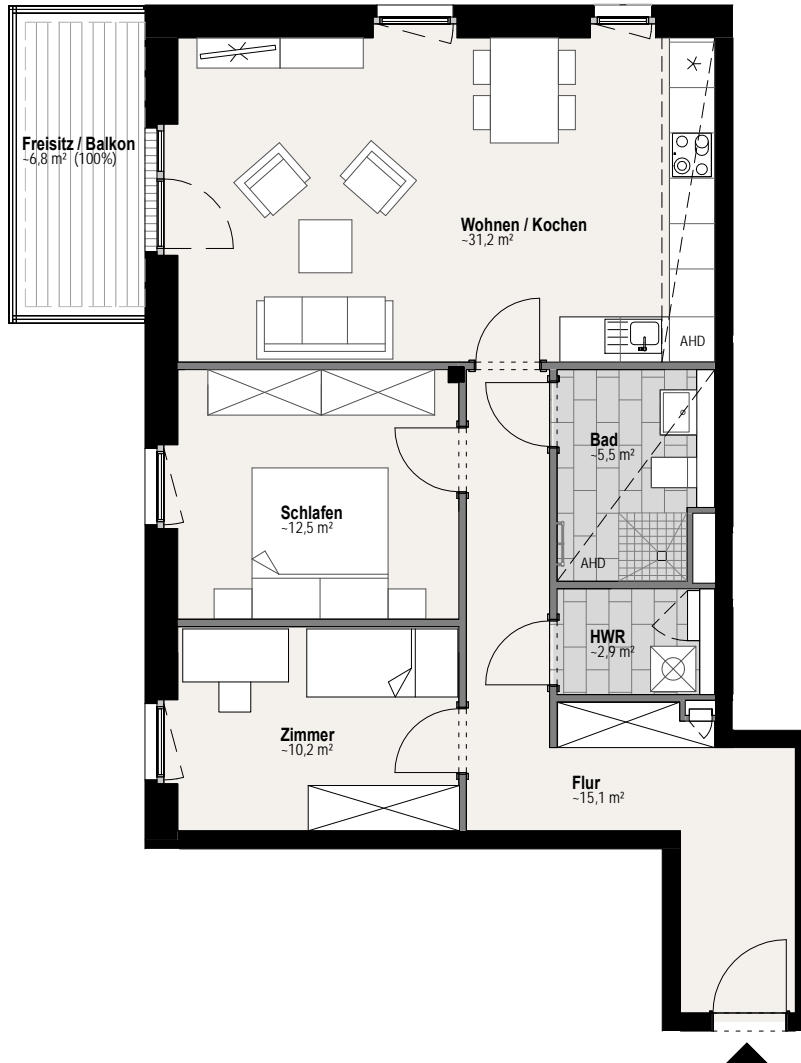 Freisitz / Balkon
~6,8 m² (100%)
Wohnen / Kochen
~31,2 m²
AHD
Bad
~5,5 m²
Schlafen
~12,5 m²
AHD
HWR
~2,9 m²
Zimmer
~10,2 m²
Flur
~15,1 m²